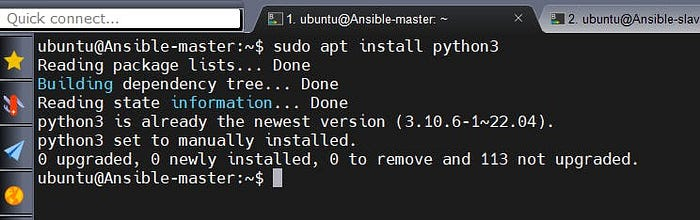 Quick connect...
1. ubuntu@Ansible-master: ~
2. ubuntu@Ansible-slav
ubuntu@Ansible-master:~$ sudo apt install python3
Reading package lists... Done
Building dependency tree... Done
Reading state information... Done
python3 is already the newest version (3.10.6-1~22.04).
python3 set to manually installed.
0 upgraded, 0 newly installed, 0 to remove and 113 not upgraded.
ubuntu@Ansible-master:~$